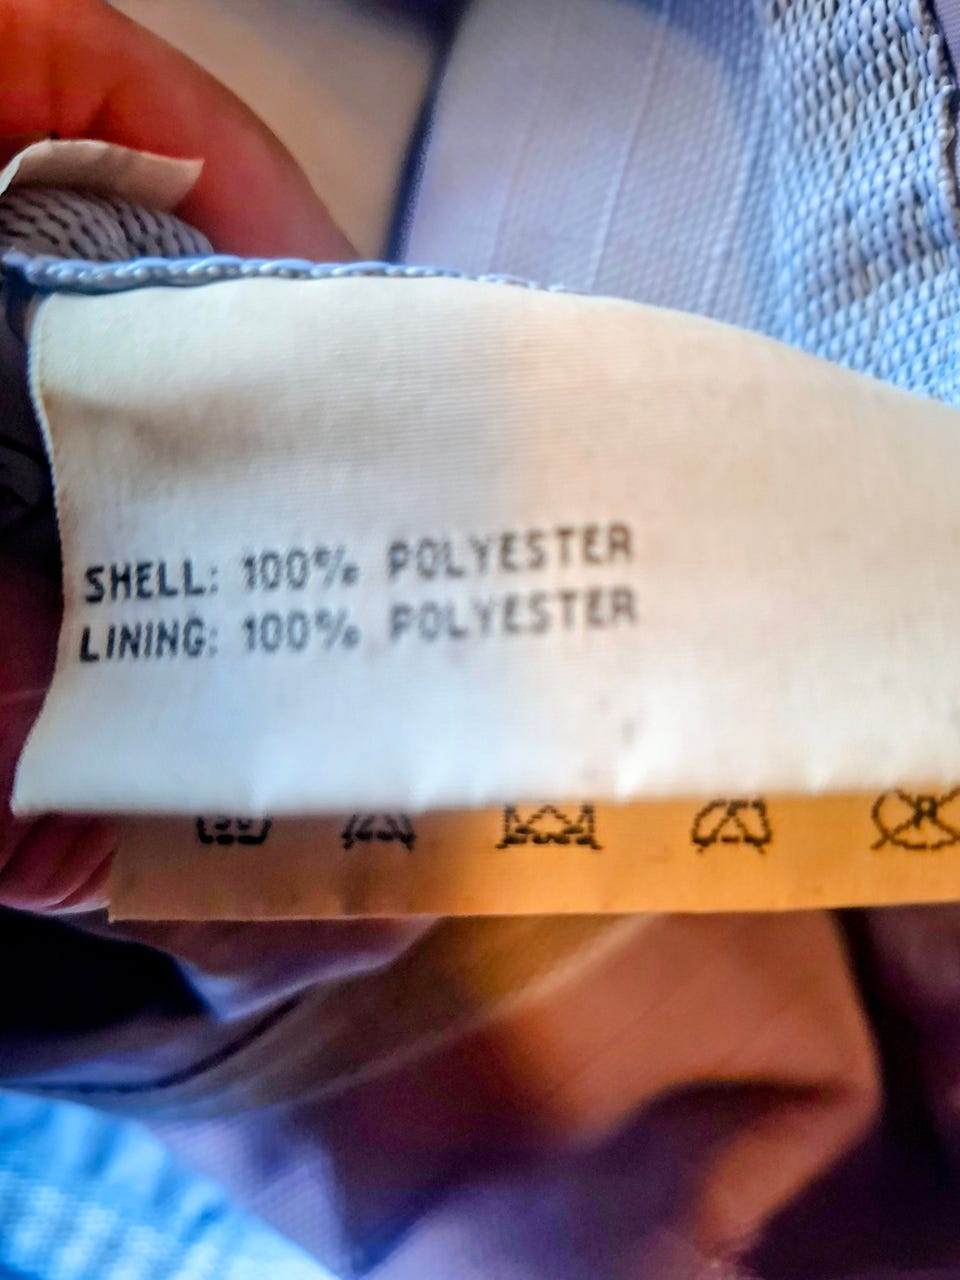 SHELL: 100% POLYESTER
LINING: 100% POLYESTER